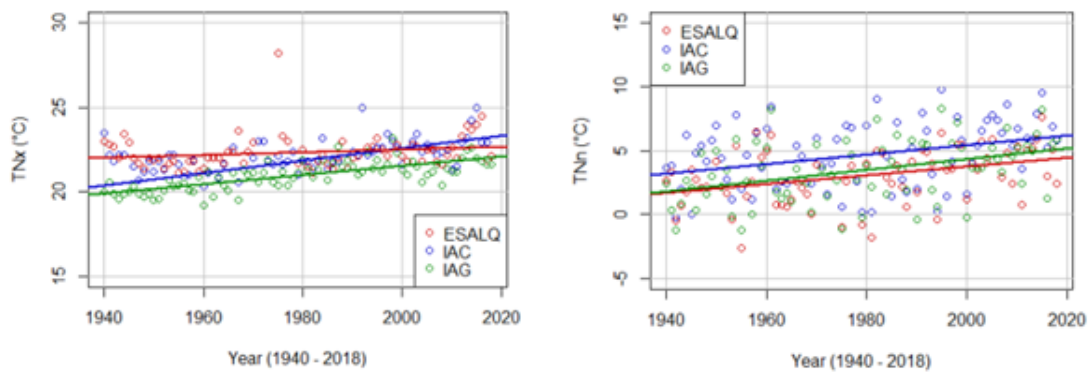 TNx (°C)
30
25
20
15
ESALQ
IAC
IAG
1940
1960
1980
2000
2020
Year (1940 - 2018)
TNn (°C)
15
10
5
0
-5
ESALQ
IAC
IAG
1940
1960
1980
2000
2020
Year (1940 - 2018)